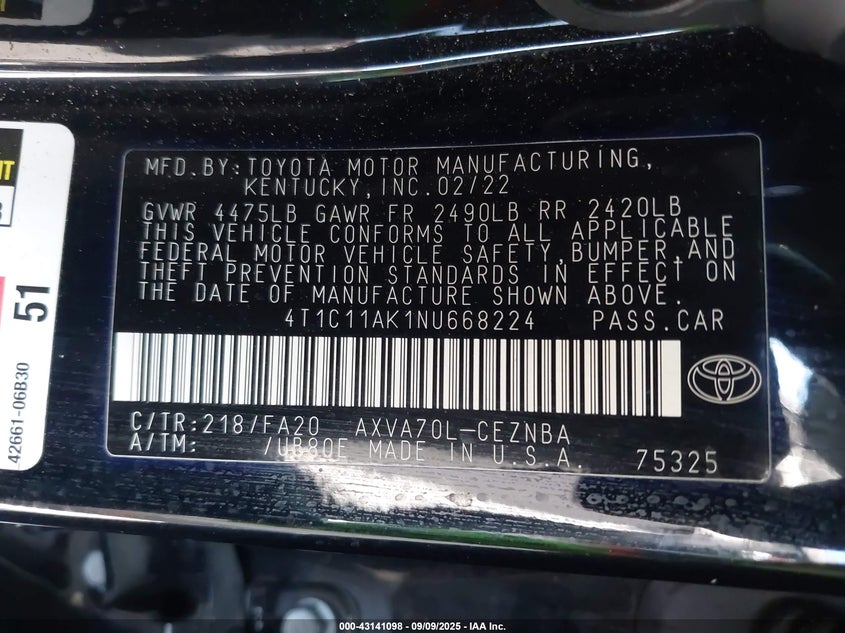 MFD.BY:TOYOTA MOTOR MANUFACTURING,
KENTUCKY,INC.02/22
GVWR 4475LB GAWR FR 2490LB RR 2420LB
THIS VEHICLE CONFORMS TO ALL APPLICABLE
FEDERAL MOTOR VEHICLE SAFETY,BUMPER,AND
THEFT PREVENTION STANDARDS IN EFFECT ON
THE DATE OF MANUFACTURE SHOWN ABOVE.
4T1C11AK1NU668224 PASS.CAR
C/TR:218/FA20 AXVA70L-CEZNBA
A/TM: /UB80E MADE IN U.S.A. 75325
51
42661-06B30
000-43141098 - 09/09/2025 - IAA Inc.